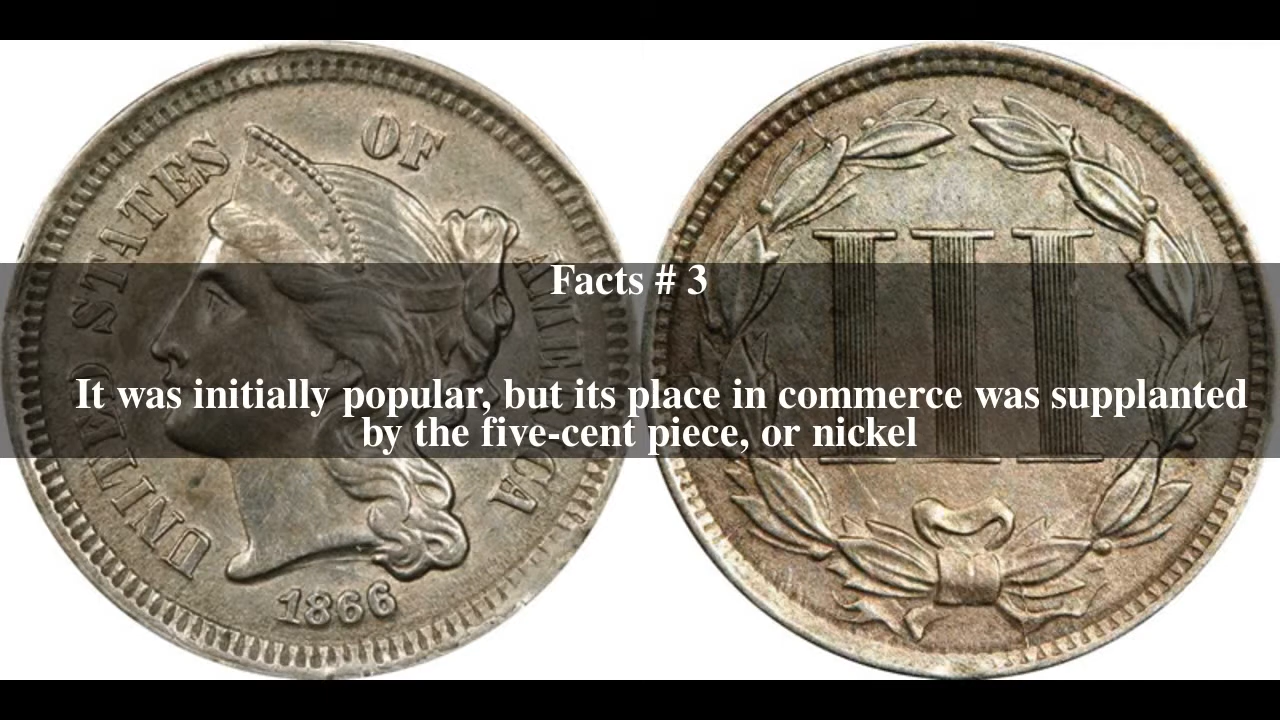 UNITED STATES OF AMERICA
1866
III
Facts # 3
It was initially popular, but its place in commerce was supplanted
by the five-cent piece, or nickel